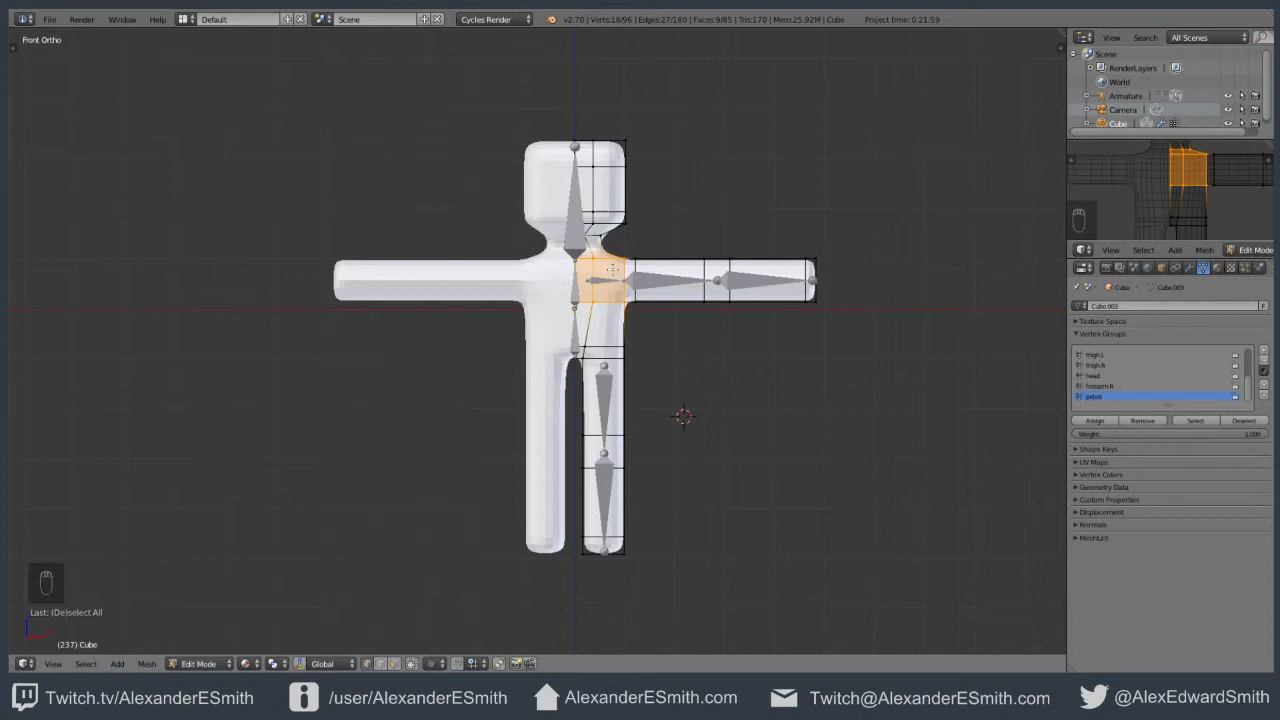 File Render Window Help Default Scene Cycles Render v2.70 | Verts:18/96 | Edges:27/180 | Faces:9/85 | Tris:170 | Mem:25.92M | Cube Project time: 0:21:59
Front Ortho
View Search All Scenes
Scene
RenderLayers
World
Armature
Camera
Cube
View Select Add Mesh Edit Mode
Cube Cube.003
Cube.003 F
Texture Space
Vertex Groups
thigh.L
thigh.R
head
forearm.R
pelvis
Assign Remove Select Deselect
Weight: 1.000
Shape Keys
UV Maps
Vertex Colors
Geometry Data
Custom Properties
Displacement
Normals
MeshLint
Last: (De)select All
(237) Cube
View Select Add Mesh Edit Mode Global
Twitch.tv/AlexanderESmith /user/AlexanderESmith AlexanderESmith.com Twitch@AlexanderESmith.com @AlexEdwardSmith